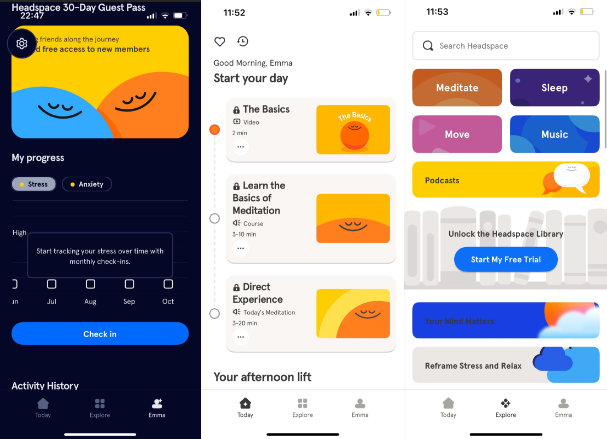 Headspace 30-Day Guest Pass
22:47
friends along the journey
free access to new members
My progress
Stress
Anxiety
High
Start tracking your stress over time with
monthly check-ins.
Jul
Aug
Sep
Oct
Check in
Activity History
Today
Explore
Emma
11:52
Good Morning, Emma
Start your day
The Basics
Video
2 min
The Basics
Learn the
Basics of
Meditation
Course
3-10 min
Direct
Experience
Today's Meditation
3-20 min
Your afternoon lift
Today
Explore
Emma
11:53
Search Headspace
Meditate
Sleep
Move
Music
Podcasts
Unlock the Headspace Library
Start My Free Trial
Your Mind Matters
Reframe Stress and Relax
Today
Explore
Emma